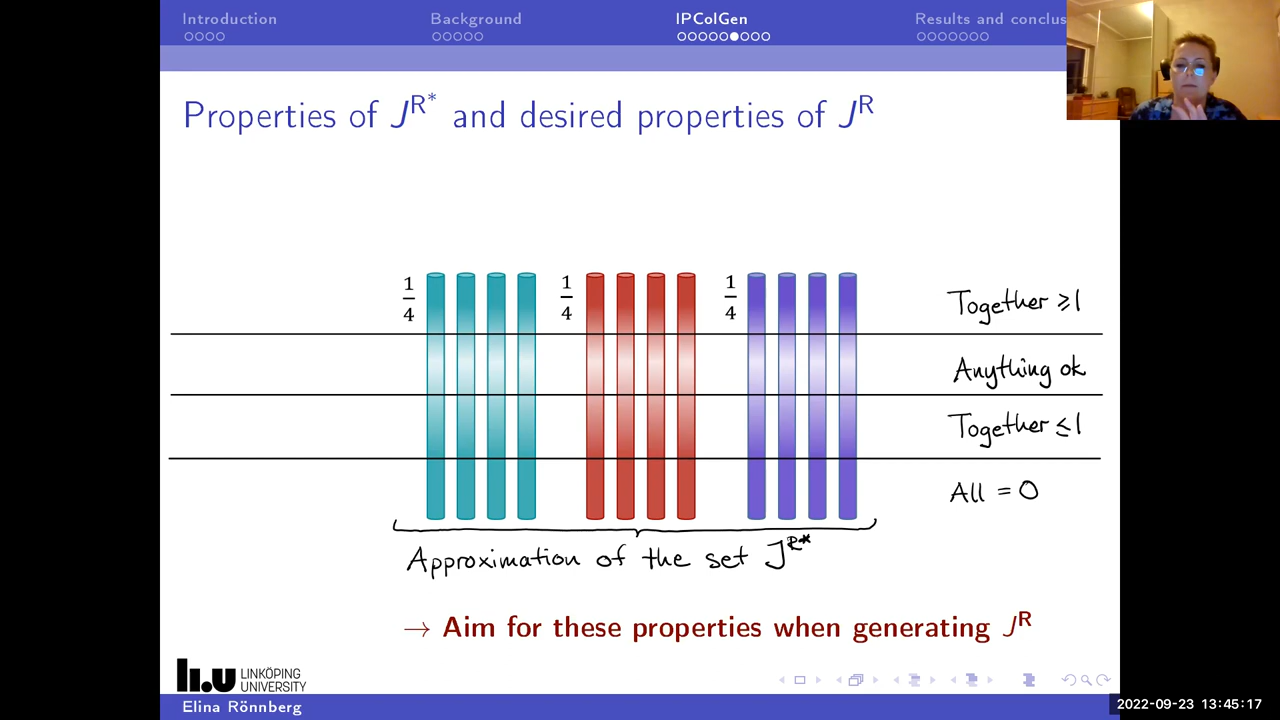 Introduction
Background
IPColGen
Results and conclus
Properties of J^R* and desired properties of J^R
1/4
1/4
1/4
Together ≥1
Anything ok
Together ≤1
All = 0
Approximation of the set J^R*
→ Aim for these properties when generating J^R
LI.U LINKÖPING
UNIVERSITY
Elina Rönnberg
2022-09-23 13:45:17